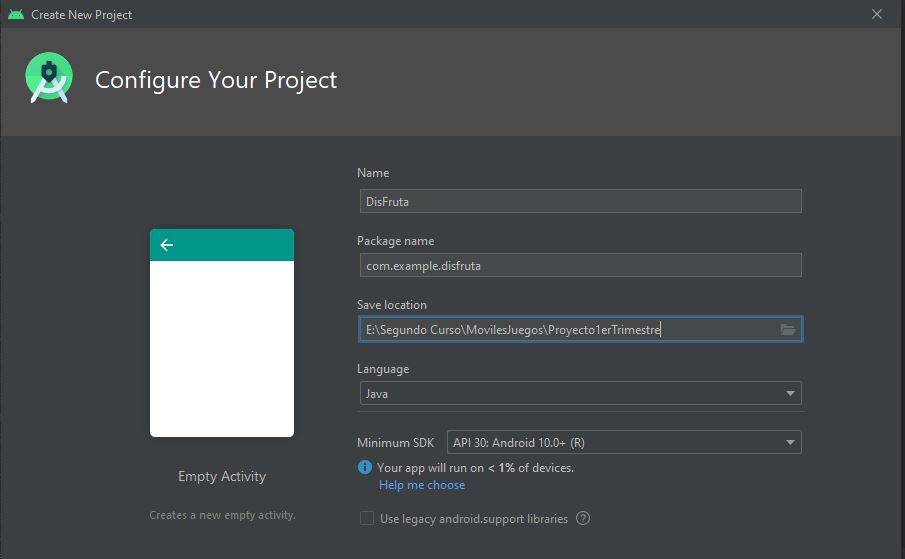 Create New Project
Configure Your Project
Name
DisFruta
Package name
com.example.disfruta
Save location
E:\Segundo Curso\MovilesJuegos\Proyecto1erTrimestre
Language
Java
Minimum SDK
API 30: Android 10.0+ (R)
Your app will run on < 1% of devices.
Help me choose
Use legacy android.support libraries
Empty Activity
Creates a new empty activity.